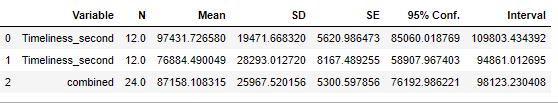 Variable N Mean SD SE 95% Conf. Interval
0 Timeliness_second 12.0 97431.726580 19471.668320 5620.986473 85060.018769 109803.434392
1 Timeliness_second 12.0 76884.490049 28293.012720 8167.489255 58907.967403 94861.012695
2 combined 24.0 87158.108315 25967.520156 5300.597856 76192.986221 98123.230408